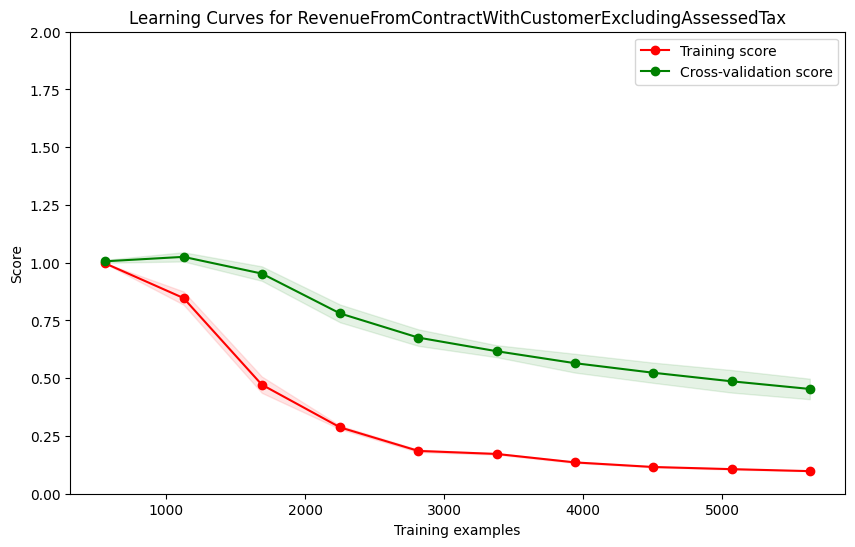 Learning Curves for RevenueFromContractWithCustomerExcludingAssessedTax
Training score
Cross-validation score
2.00
1.75
1.50
1.25
1.00
0.75
0.50
0.25
0.00
Score
1000 2000 3000 4000 5000
Training examples